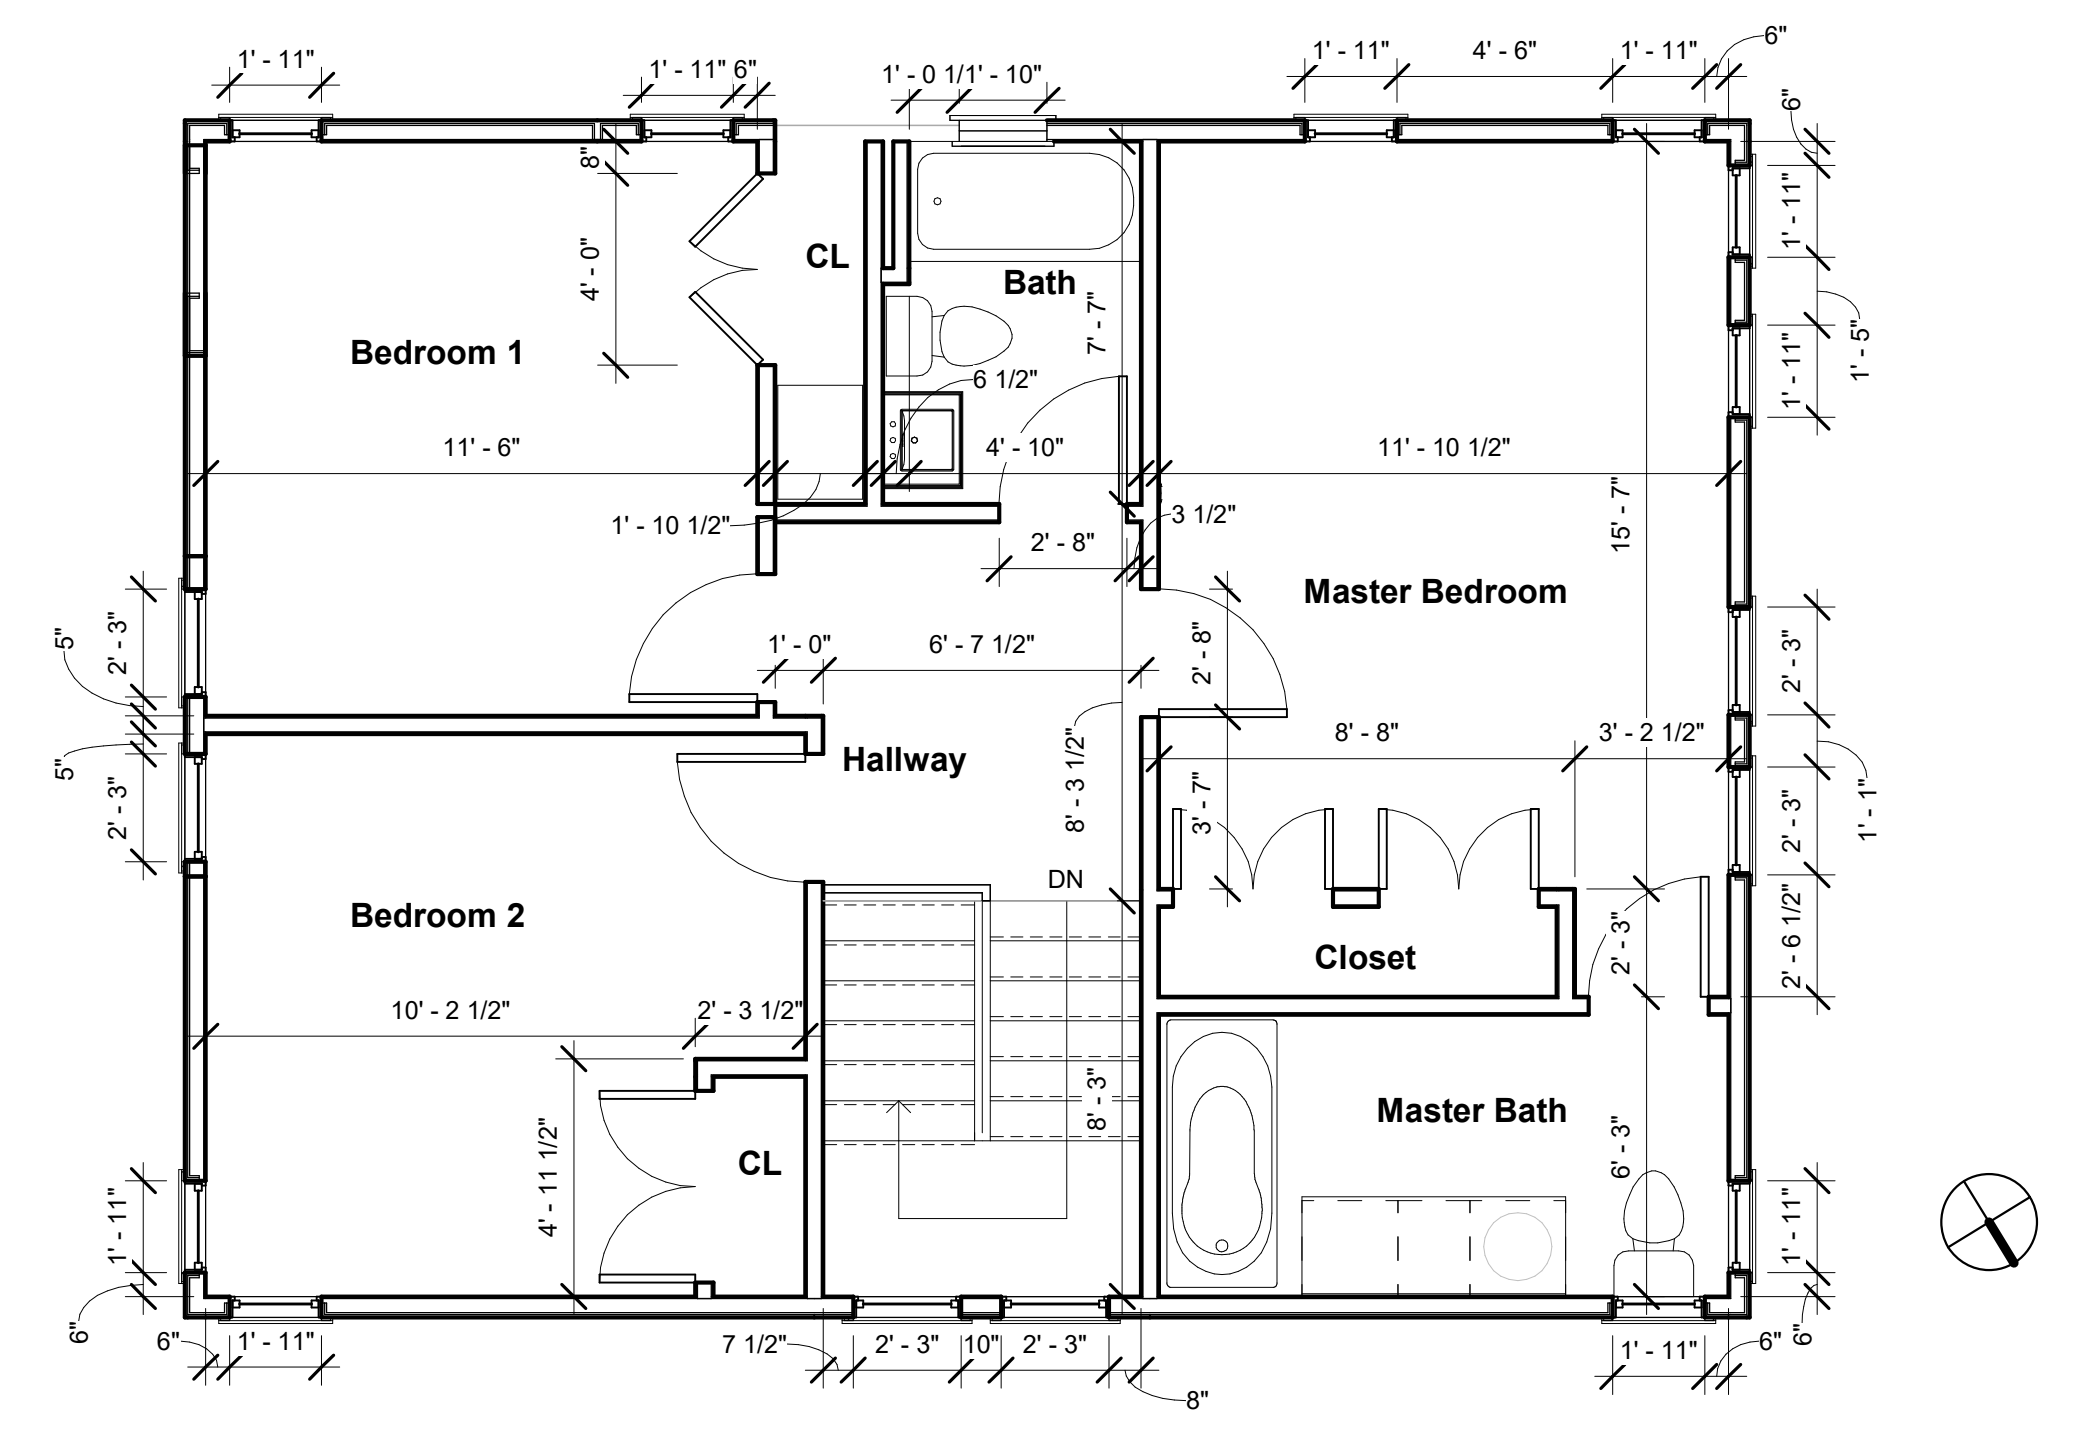 6"
1' - 11"
4' - 6"
1' - 11"
1' - 11"
1' - 11" 6"
1' - 0 1/1' - 10"
6"
8"
1' - 11"
4' - 0"
CL
Bath
7' - 7"
Bedroom 1
1' - 11"
1' - 5"
6 1/2"
11' - 6"
4' - 10"
11' - 10 1/2"
1' - 10 1/2"
3 1/2"
15' - 7"
2' - 8"
Master Bedroom
5"
2' - 3"
1' - 0"
6' - 7 1/2"
2' - 8"
2' - 3"
8' - 8"
3' - 2 1/2"
5"
Hallway
8' - 3 1/2"
2' - 3"
3' - 7"
2' - 3"
1' - 1"
DN
Bedroom 2
2' - 3"
2' - 6 1/2"
Closet
10' - 2 1/2"
2' - 3 1/2"
8' - 3"
Master Bath
4' - 11 1/2"
CL
6' - 3"
1' - 11"
1' - 11"
6"
6"
1' - 11"
7 1/2"
2' - 3"
10"
2' - 3"
8"
1' - 11"
6"
6"